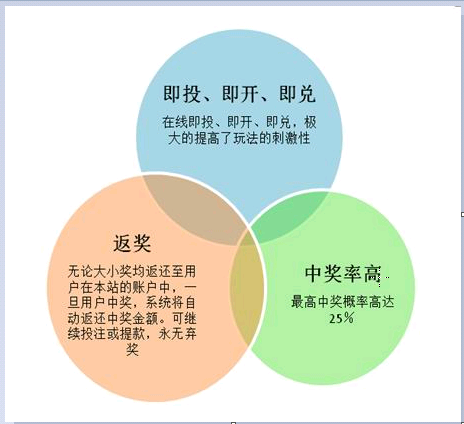 即投、即开、即兑
在线即投、即开、即兑，极
大的提高了玩法的刺激性
返奖
无论大小奖均返还至用
户在本站的账户中，一
旦用户中奖，系统将自
动返还中奖金额。可继
续投注或提款，永无弃
奖
中奖率高
最高中奖概率高达
25%